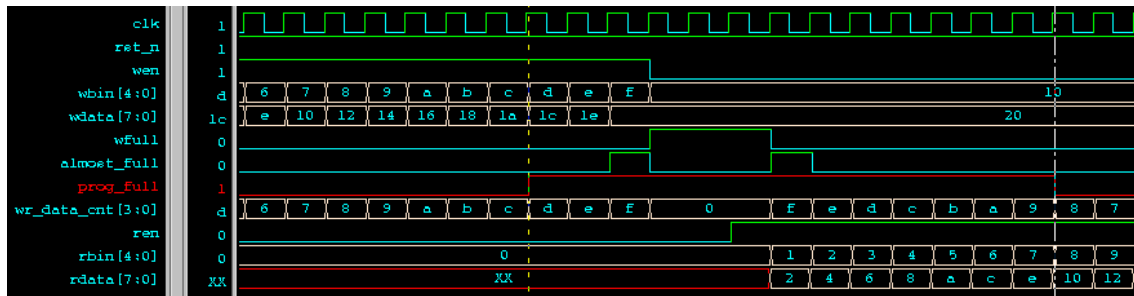 clk 1
rst_n 1
wen 1
wbin[4:0] d 6 7 8 9 a b c d e f 10
wdata[7:0] 1c e 10 12 14 16 18 1a 1c 1e 20
wfull 0
almost_full 0
prog_full 1
wr_data_cnt[3:0] d 6 7 8 9 a b c d e f 0 f e d c b a 9 8 7
ren 0
rbin[4:0] 0 0 1 2 3 4 5 6 7 8 9
rdata[7:0] XX XX 2 4 6 8 a c e 10 12